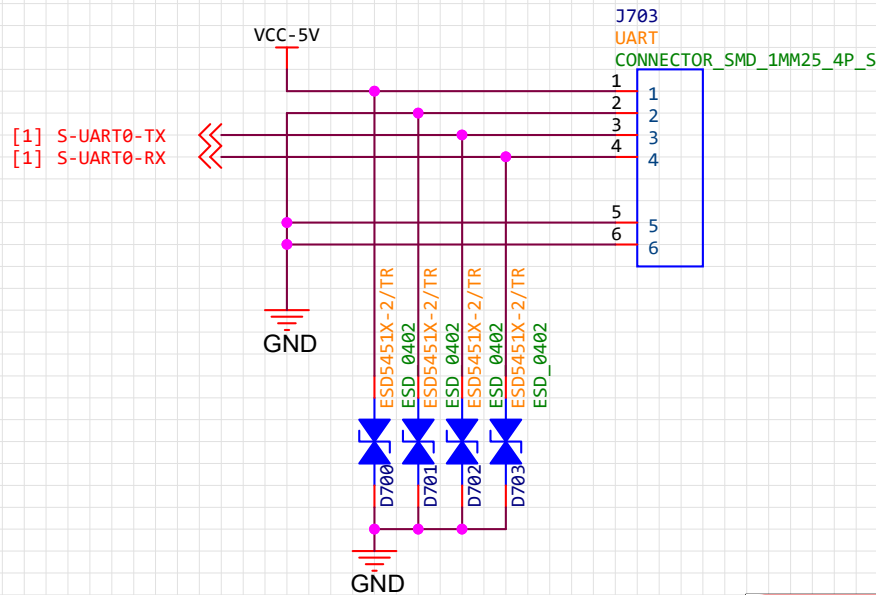 J703
UART
CONNECTOR_SMD_1MM25_4P_S
VCC-5V
1 1
2 2
[1] S-UART0-TX 3 3
[1] S-UART0-RX 4 4
5 5
6 6
GND
ESD5451X-2/TR
ESD_0402
ESD5451X-2/TR
ESD_0402
ESD5451X-2/TR
ESD_0402
ESD5451X-2/TR
ESD_0402
D700
D701
D702
D703
GND